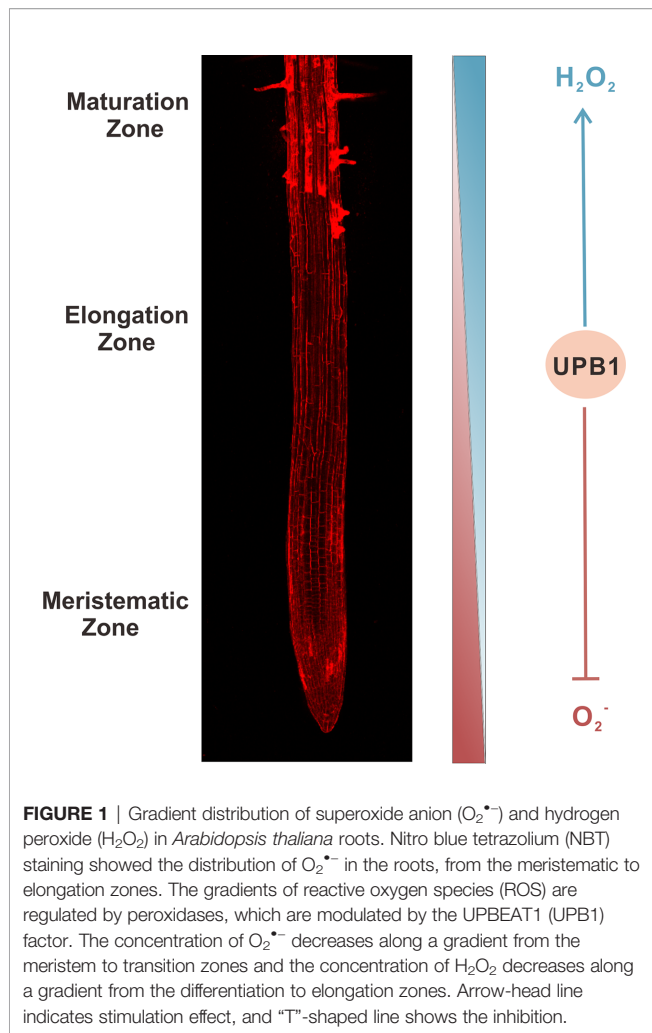 Maturation
Zone
H₂O₂
Elongation
Zone
UPB1
Meristematic
Zone
O₂⁻
FIGURE 1 | Gradient distribution of superoxide anion (O₂•−) and hydrogen
peroxide (H₂O₂) in Arabidopsis thaliana roots. Nitro blue tetrazolium (NBT)
staining showed the distribution of O₂•− in the roots, from the meristematic to
elongation zones. The gradients of reactive oxygen species (ROS) are
regulated by peroxidases, which are modulated by the UPBEAT1 (UPB1)
factor. The concentration of O₂•− decreases along a gradient from the
meristem to transition zones and the concentration of H₂O₂ decreases along
a gradient from the differentiation to elongation zones. Arrow-head line
indicates stimulation effect, and “T”-shaped line shows the inhibition.